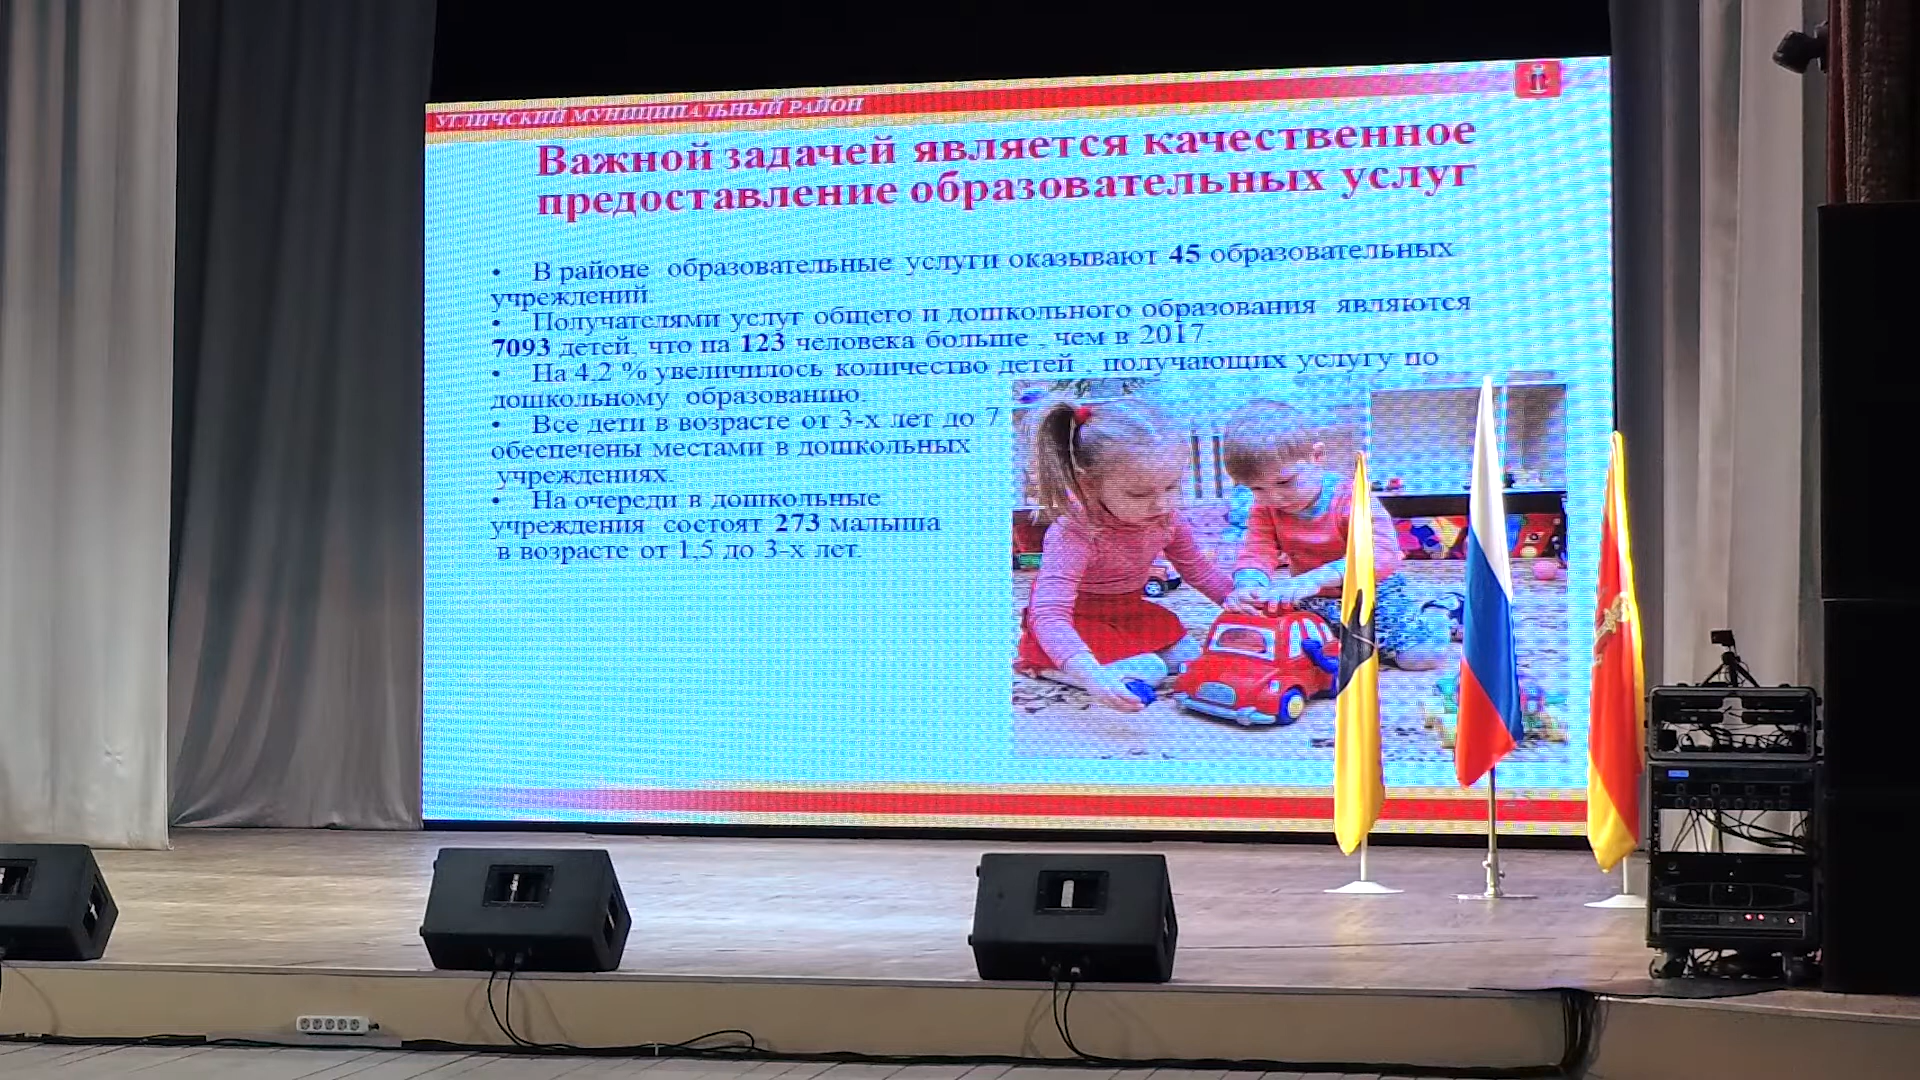 УГЛИЧСКИЙ МУНИЦИПАЛЬНЫЙ РАЙОН
Важной задачей является качественное
предоставление образовательных услуг
• В районе образовательные услуги оказывают 45 образовательных
учреждений
• Получателями услуг общего и дошкольного образования являются
7093 детей, что на 123 человека больше , чем в 2017.
• На 4,2 % увеличилось количество детей , получающих услугу по
дошкольному образованию.
• Все дети в возрасте от 3-х лет до 7
обеспечены местами в дошкольных
учреждениях.
• На очереди в дошкольные
учреждения состоят 273 малыша
в возрасте от 1,5 до 3-х лет.